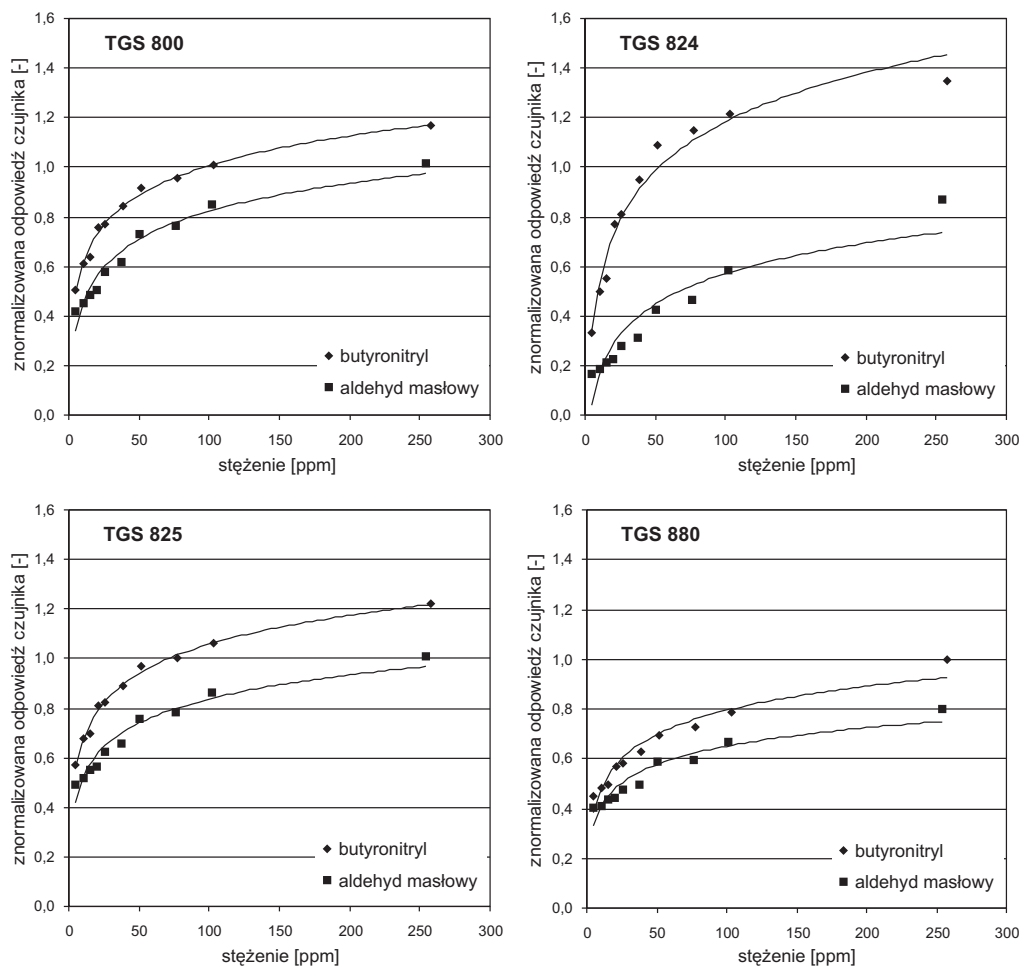 TGS 800
znormalizowana odpowiedź czujnika [-]
1,6
1,4
1,2
1,0
0,8
0,6
0,4
0,2
0,0
0 50 100 150 200 250 300
stężenie [ppm]
butyronitryl
aldehyd masłowy
TGS 824
znormalizowana odpowiedź czujnika [-]
1,6
1,4
1,2
1,0
0,8
0,6
0,4
0,2
0,0
0 50 100 150 200 250 300
stężenie [ppm]
butyronitryl
aldehyd masłowy
TGS 825
znormalizowana odpowiedź czujnika [-]
1,6
1,4
1,2
1,0
0,8
0,6
0,4
0,2
0,0
0 50 100 150 200 250 300
stężenie [ppm]
butyronitryl
aldehyd masłowy
TGS 880
znormalizowana odpowiedź czujnika [-]
1,6
1,4
1,2
1,0
0,8
0,6
0,4
0,2
0,0
0 50 100 150 200 250 300
stężenie [ppm]
butyronitryl
aldehyd masłowy